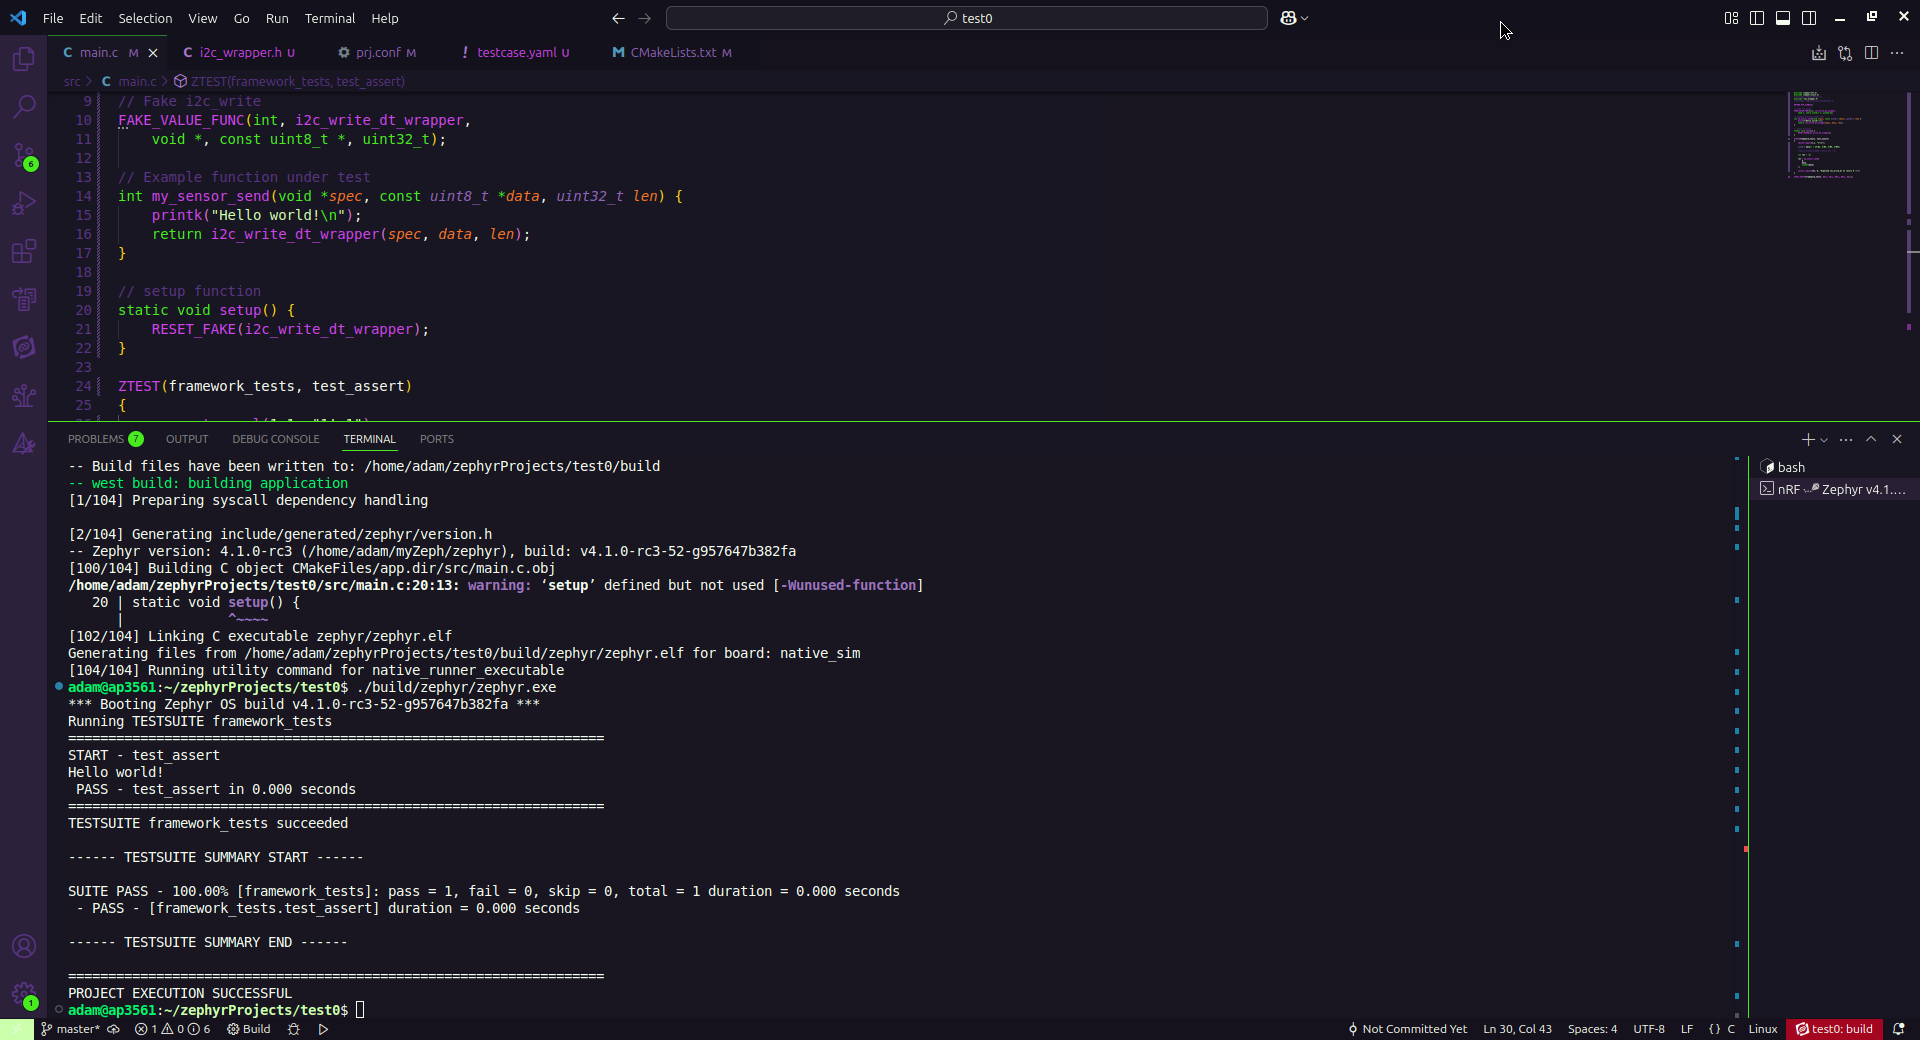 File Edit Selection View Go Run Terminal Help
test0
main.c M
i2c_wrapper.h U
prj.conf M
testcase.yaml U
CMakeLists.txt M
src > main.c > ZTEST(framework_tests, test_assert)
9 // Fake i2c_write
10 FAKE_VALUE_FUNC(int, i2c_write_dt_wrapper,
11 void *, const uint8_t *, uint32_t);
12
13 // Example function under test
14 int my_sensor_send(void *spec, const uint8_t *data, uint32_t len) {
15 printk("Hello world!\n");
16 return i2c_write_dt_wrapper(spec, data, len);
17 }
18
19 // setup function
20 static void setup() {
21 RESET_FAKE(i2c_write_dt_wrapper);
22 }
23
24 ZTEST(framework_tests, test_assert)
25 {
PROBLEMS 7 OUTPUT DEBUG CONSOLE TERMINAL PORTS
-- Build files have been written to: /home/adam/zephyrProjects/test0/build
-- west build: building application
[1/104] Preparing syscall dependency handling
[2/104] Generating include/generated/zephyr/version.h
-- Zephyr version: 4.1.0-rc3 (/home/adam/myZeph/zephyr), build: v4.1.0-rc3-52-g957647b382fa
[100/104] Building C object CMakeFiles/app.dir/src/main.c.obj
/home/adam/zephyrProjects/test0/src/main.c:20:13: warning: ‘setup’ defined but not used [-Wunused-function]
20 | static void setup() {
| ^~~~~
[102/104] Linking C executable zephyr/zephyr.elf
Generating files from /home/adam/zephyrProjects/test0/build/zephyr/zephyr.elf for board: native_sim
[104/104] Running utility command for native_runner_executable
adam@ap3561:~/zephyrProjects/test0$ ./build/zephyr/zephyr.exe
*** Booting Zephyr OS build v4.1.0-rc3-52-g957647b382fa ***
Running TESTSUITE framework_tests
===================================================================
START - test_assert
Hello world!
PASS - test_assert in 0.000 seconds
===================================================================
TESTSUITE framework_tests succeeded
------ TESTSUITE SUMMARY START ------
SUITE PASS - 100.00% [framework_tests]: pass = 1, fail = 0, skip = 0, total = 1 duration = 0.000 seconds
- PASS - [framework_tests.test_assert] duration = 0.000 seconds
------ TESTSUITE SUMMARY END ------
===================================================================
PROJECT EXECUTION SUCCESSFUL
adam@ap3561:~/zephyrProjects/test0$
bash
nRF Zephyr v4.1....
6
1
master* 1 0 6 Build
Not Committed Yet Ln 30, Col 43 Spaces: 4 UTF-8 LF {} C Linux test0: build